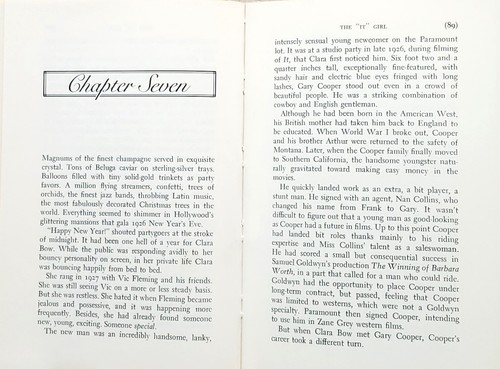 Chapter Seven
Magnums of the finest champagne served in exquisite
crystal. Tons of Beluga caviar on sterling-silver trays.
Balloons filled with tiny solid-gold trinkets as party
favors. A million flying streamers, confetti, trees of
orchids, the finest jazz bands, throbbing Latin music,
the most fabulously decorated Christmas trees in the
world. Everything seemed to shimmer in Hollywood's
glittering mansions that gala 1926 New Year's Eve.
"Happy New Year!" shouted partygoers at the stroke
of midnight. It had been one hell of a year for Clara
Bow. While the public was responding avidly to her
bouncy personality on screen, in her private life Clara
was bouncing happily from bed to bed.
She rang in 1927 with Vic Fleming and his friends.
She was still seeing Vic on a more or less steady basis.
But she was restless. She hated it when Fleming became
jealous and possessive, and it was happening more
frequently. Besides, she had already found someone
new, young, exciting. Someone special.
The new man was an incredibly handsome, lanky,
THE "IT" GIRL (89)
intensely sensual young newcomer on the Paramount
lot. It was at a studio party in late 1926, during filming
of It, that Clara first noticed him. Six foot two and a
quarter inches tall, exceptionally fine-featured, with
sandy hair and electric blue eyes fringed with long
lashes, Gary Cooper stood out even in a crowd of
beautiful people. He was a striking combination of
cowboy and English gentleman.
Although he had been born in the American West,
his British mother had taken him back to England to
be educated. When World War I broke out, Cooper
and his brother Arthur were returned to the safety of
Montana. Later, when the Cooper family finally moved
to Southern California, the handsome youngster natu-
rally gravitated toward making easy money in the
movies.
He quickly landed work as an extra, a bit player, a
stunt man. He signed with an agent, Nan Collins, who
changed his name from Frank to Gary. It wasn't
difficult to figure out that a young man as good-looking
as Cooper had a future in films. Up to this point Cooper
had landed bit roles thanks mainly to his riding
expertise and Miss Collins' talent as a saleswoman.
He had scored a small but consequential success in
Samuel Goldwyn's production The Winning of Barbara
Worth, in a part that called for a man who could ride.
Goldwyn had the opportunity to place Cooper under
long-term contract, but passed, feeling that Cooper
was limited to westerns, which were not a Goldwyn
specialty. Paramount then signed Cooper, intending
to use him in Zane Grey western films.
But when Clara Bow met Gary Cooper, Cooper's
career took a different turn.